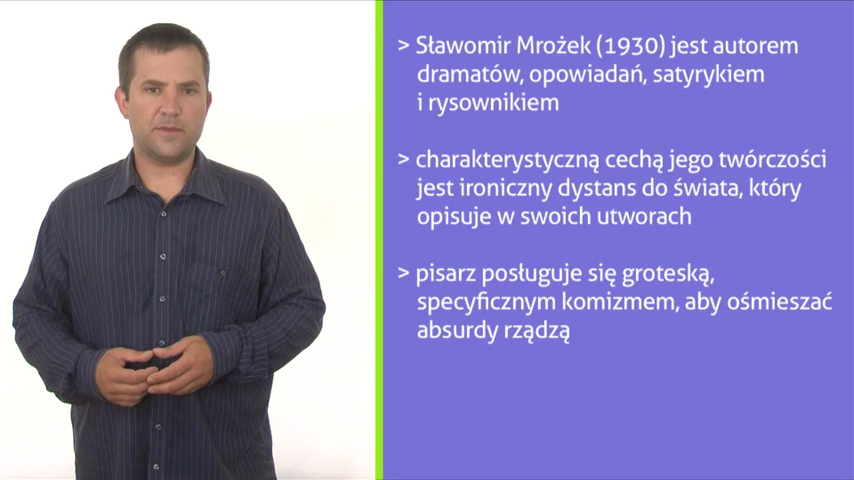 > Sławomir Mrożek (1930) jest autorem
dramatów, opowiadań, satyrykiem
i rysownikiem
> charakterystyczną cechą jego twórczości
jest ironiczny dystans do świata, który
opisuje w swoich utworach
> pisarz posługuje się groteską,
specyficznym komizmem, aby ośmieszać
absurdy rządzą